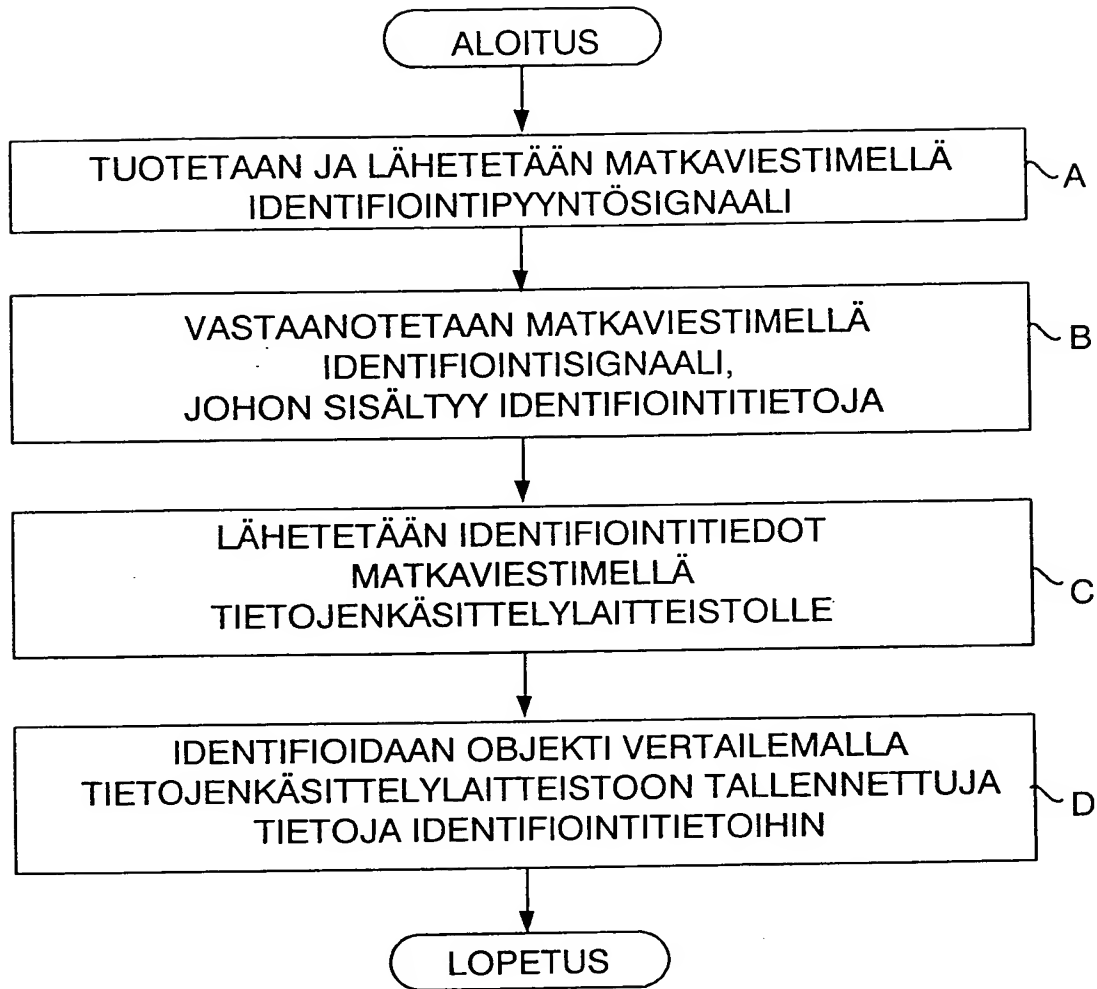 ALOITUS
TUOTETAAN JA LÄHETETÄÄN MATKAVIESTIMELLÄ
IDENTIFIOINTIPYYNTÖSIGNAALI
A
VASTAANOTETAAN MATKAVIESTIMELLÄ
IDENTIFIOINTISIGNAALI,
JOHON SISÄLTYY IDENTIFIOINTITIETOJA
B
LÄHETETÄÄN IDENTIFIOINTITIEDOT
MATKAVIESTIMELLÄ
TIETOJENKÄSITTELYLAITTEISTOLLE
C
IDENTIFIOIDAAN OBJEKTI VERTAILEMALLA
TIETOJENKÄSITTELYLAITTEISTOON TALLENNETTUJA
TIETOJA IDENTIFIOINTITIETOIHIN
D
LOPETUS